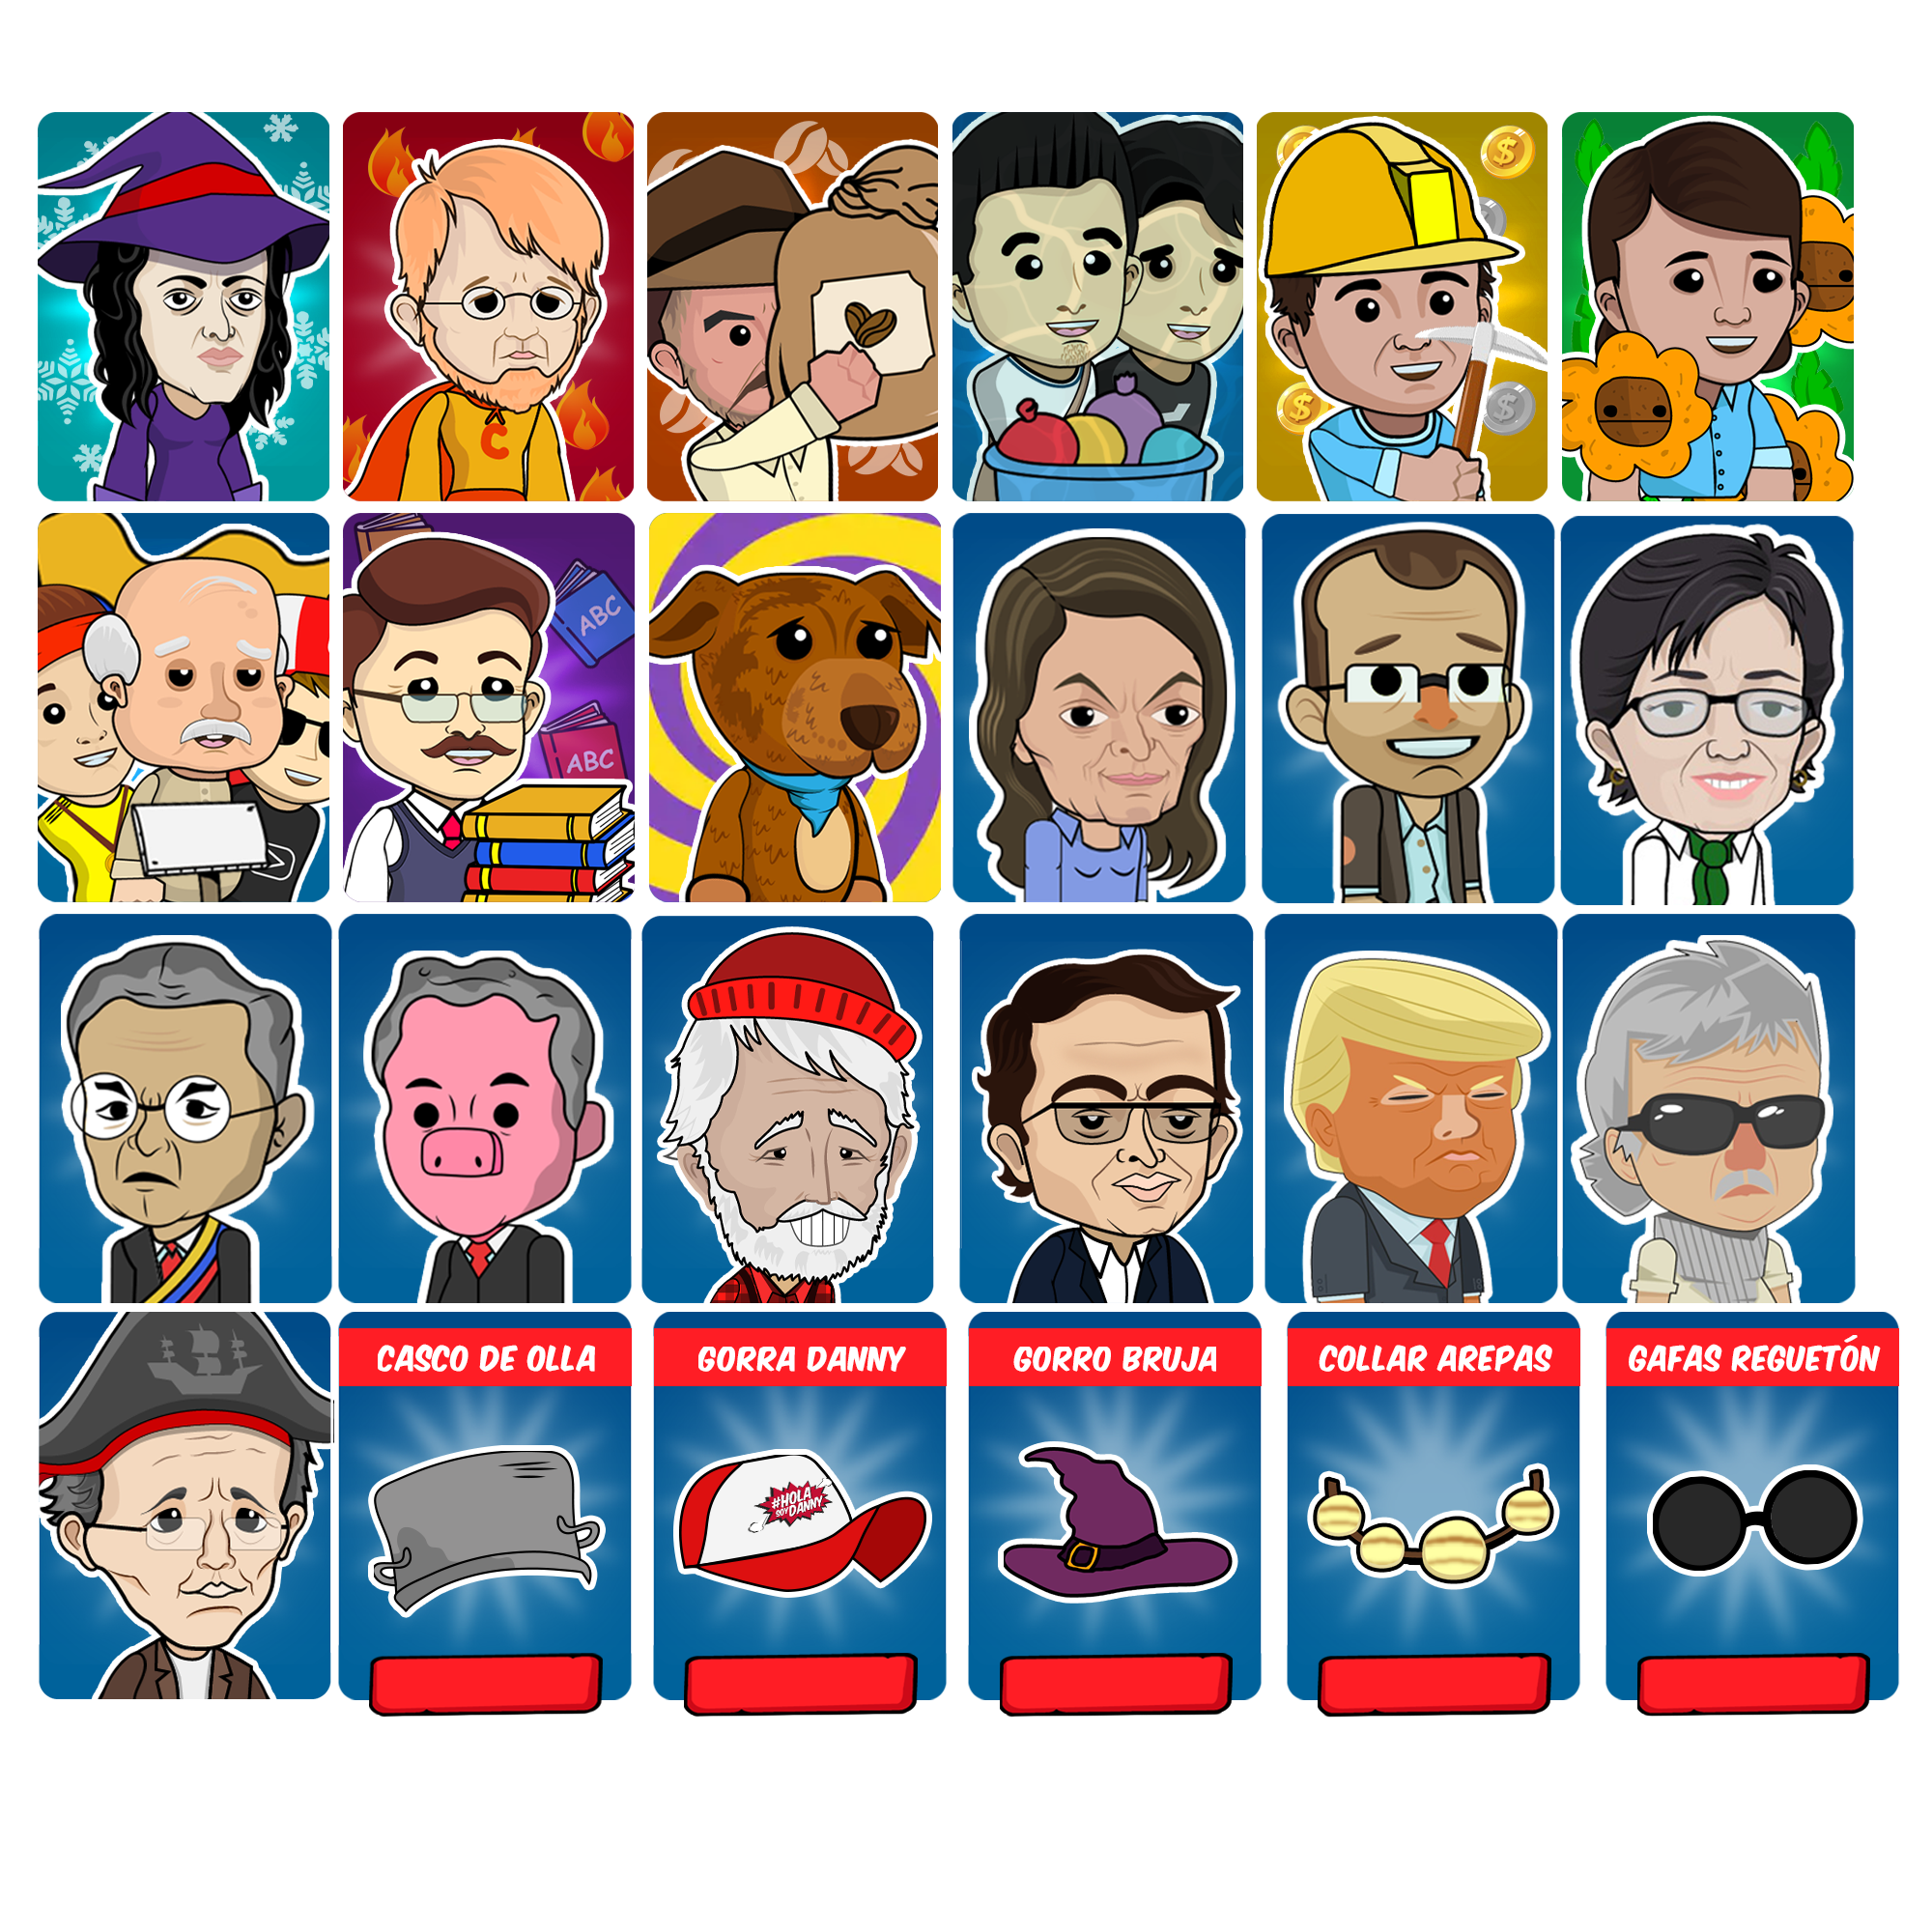 C
ABC
ABC
CASCO DE OLLA
GORRA DANNY
GORRO BRUJA
COLLAR AREPAS
GAFAS REGUETÓN
#HOLA
SOY DANNY